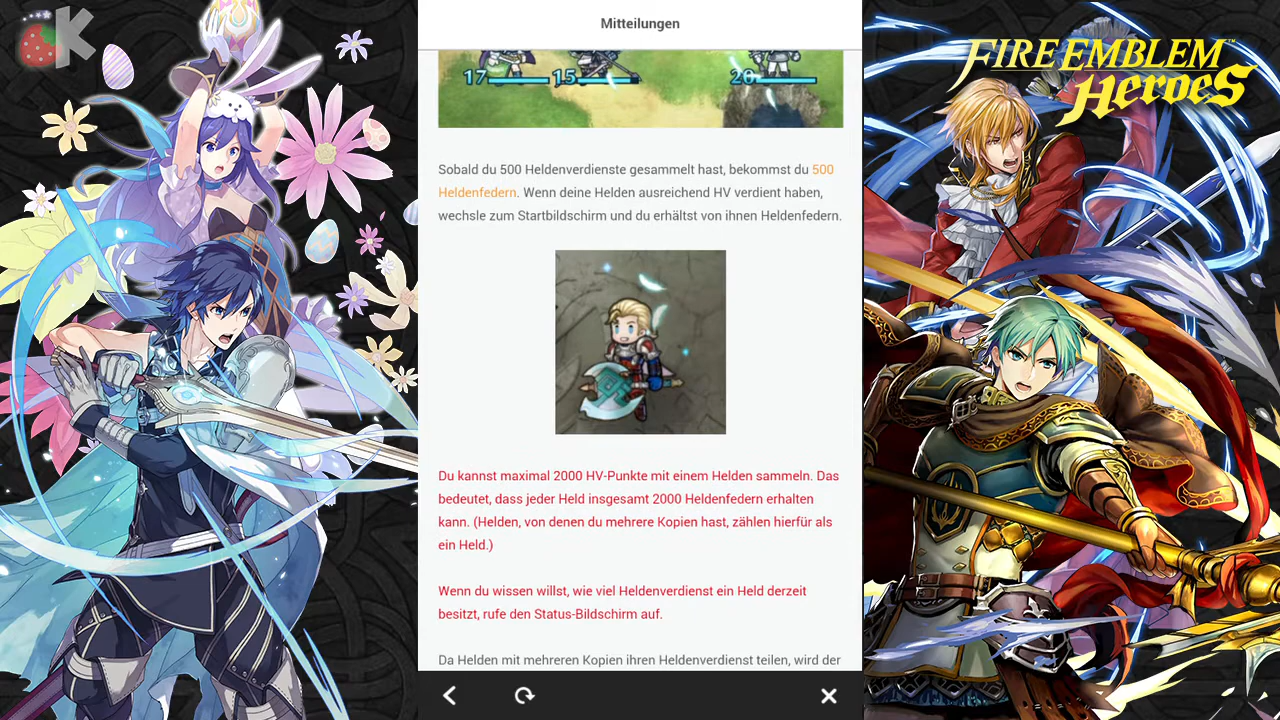 Mitteilungen
K
FIRE EMBLEM™
Heroes
17 15 20
Sobald du 500 Heldenverdienste gesammelt hast, bekommst du 500
Heldenfedern. Wenn deine Helden ausreichend HV verdient haben,
wechsle zum Startbildschirm und du erhältst von ihnen Heldenfedern.
Du kannst maximal 2000 HV-Punkte mit einem Helden sammeln. Das
bedeutet, dass jeder Held insgesamt 2000 Heldenfedern erhalten
kann. (Helden, von denen du mehrere Kopien hast, zählen hierfür als
ein Held.)
Wenn du wissen willst, wie viel Heldenverdienst ein Held derzeit
besitzt, rufe den Status-Bildschirm auf.
Da Helden mit mehreren Kopien ihren Heldenverdienst teilen, wird der